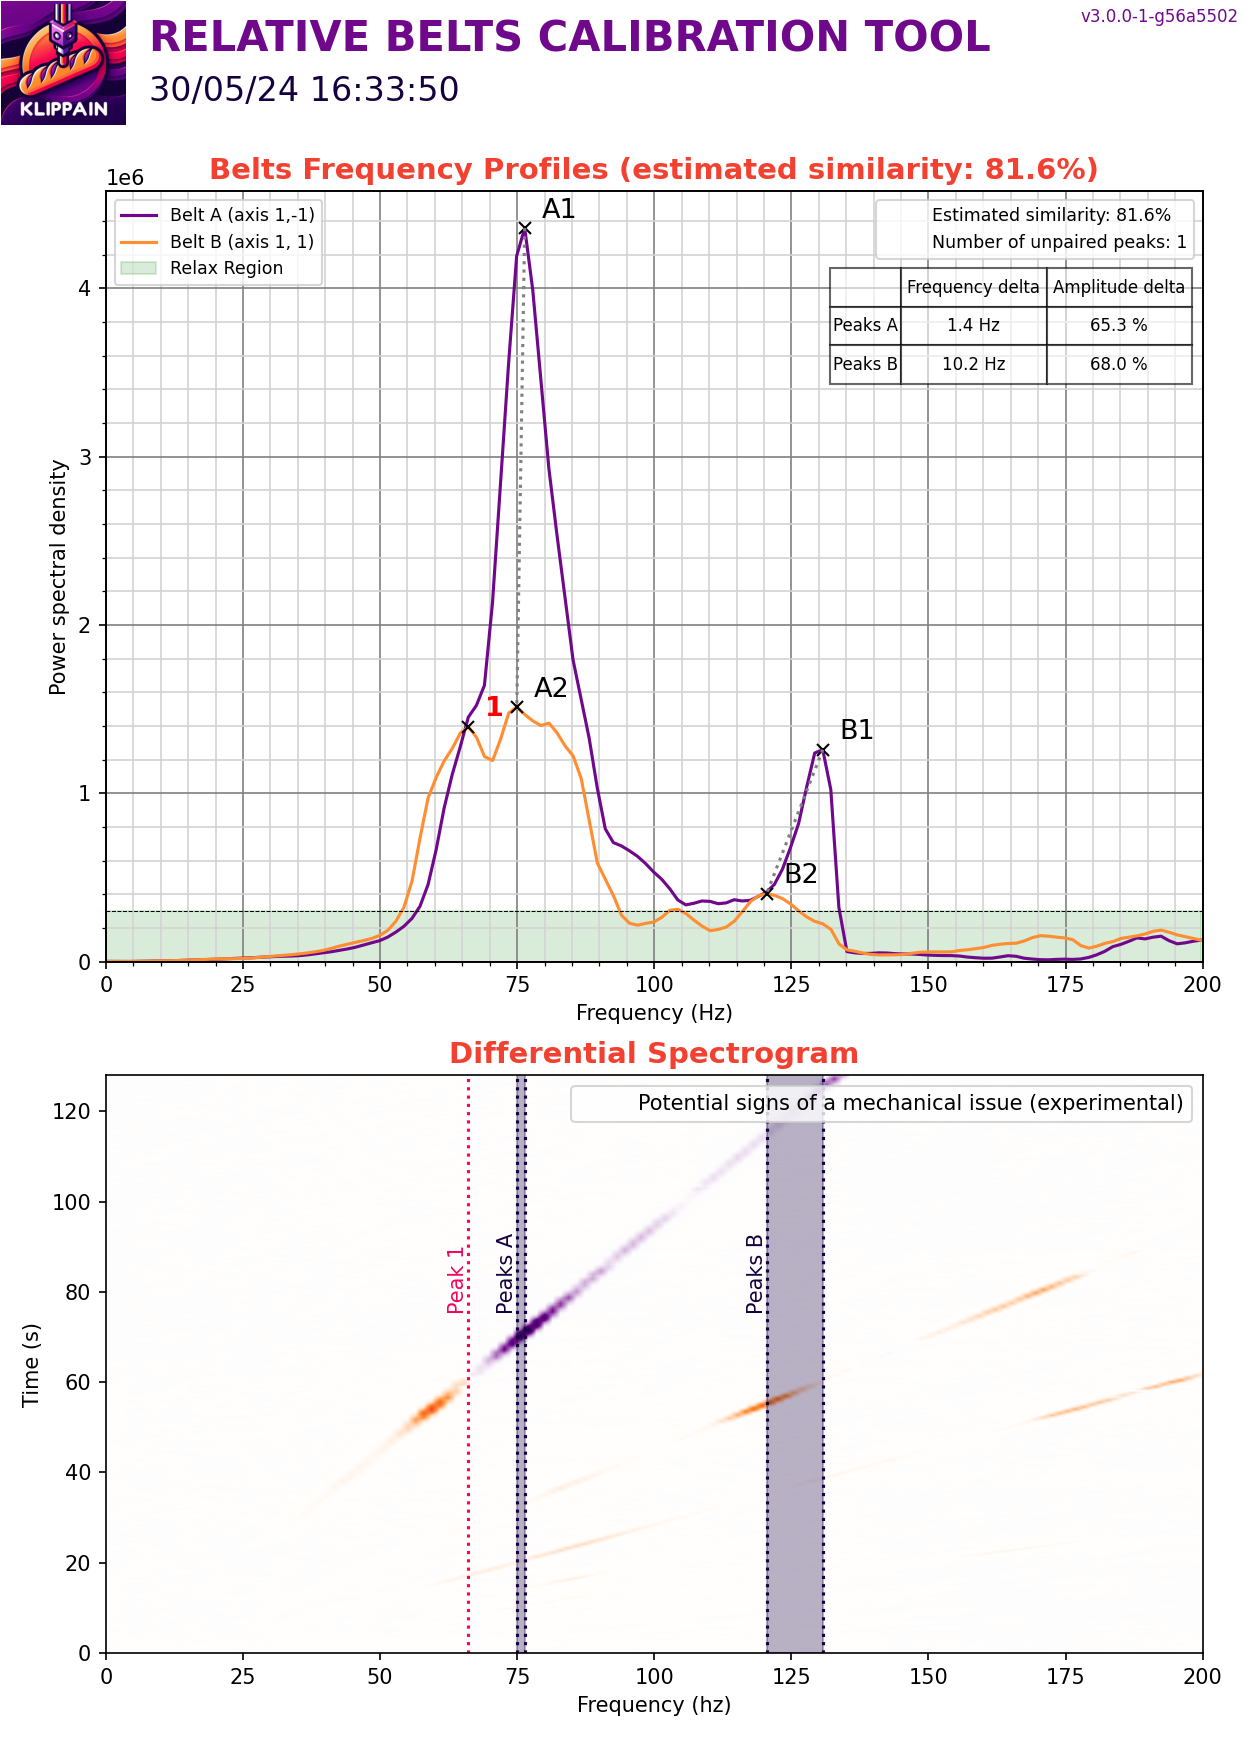 KLIPPAIN
RELATIVE BELTS CALIBRATION TOOL
v3.0.0-1-g56a5502
30/05/24 16:33:50
Belts Frequency Profiles (estimated similarity: 81.6%)
1e6
Belt A (axis 1,-1)
Belt B (axis 1, 1)
Relax Region
Estimated similarity: 81.6%
Number of unpaired peaks: 1
Frequency delta Amplitude delta
Peaks A 1.4 Hz 65.3 %
Peaks B 10.2 Hz 68.0 %
A1
A2
1
B1
B2
Power spectral density
4
3
2
1
0
0 25 50 75 100 125 150 175 200
Frequency (Hz)
Differential Spectrogram
Potential signs of a mechanical issue (experimental)
Peak 1
Peaks A
Peaks B
Time (s)
120
100
80
60
40
20
0
0 25 50 75 100 125 150 175 200
Frequency (hz)